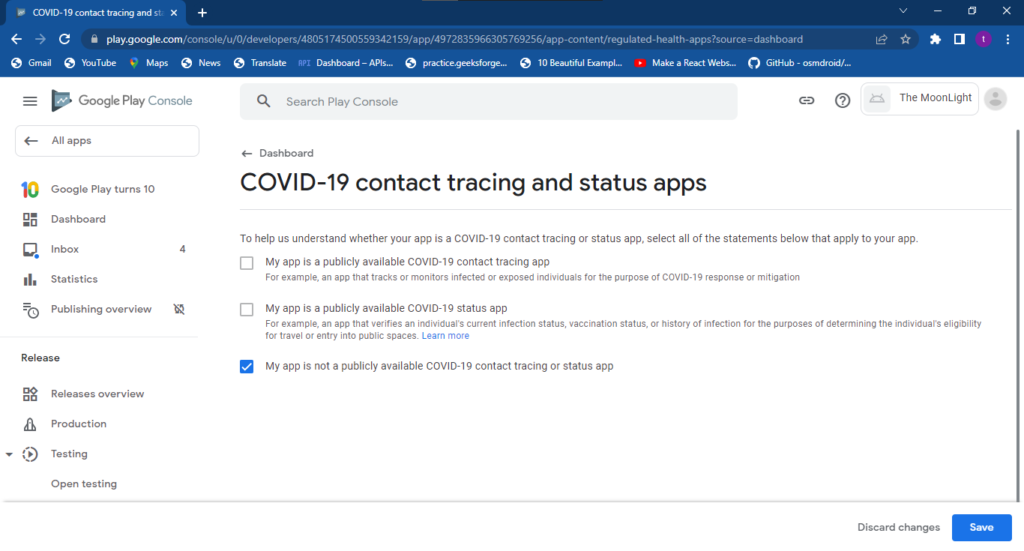 COVID-19 contact tracing and sta
play.google.com/console/u/0/developers/4805174500559342159/app/4972835966305769256/app-content/regulated-health-apps?source=dashboard
t
Gmail YouTube Maps News Translate API Dashboard – APIs... practice.geeksforge... 10 Beautiful Exampl... Make a React Webs... GitHub - osmdroid/...
Google Play Console
Search Play Console
The MoonLight
All apps
Google Play turns 10
Dashboard
Inbox 4
Statistics
Publishing overview
Release
Releases overview
Production
Testing
Open testing
Dashboard
COVID-19 contact tracing and status apps
To help us understand whether your app is a COVID-19 contact tracing or status app, select all of the statements below that apply to your app.
My app is a publicly available COVID-19 contact tracing app
For example, an app that tracks or monitors infected or exposed individuals for the purpose of COVID-19 response or mitigation
My app is a publicly available COVID-19 status app
For example, an app that verifies an individual's current infection status, vaccination status, or history of infection for the purposes of determining the individual's eligibility
for travel or entry into public spaces. Learn more
My app is not a publicly available COVID-19 contact tracing or status app
Discard changes
Save